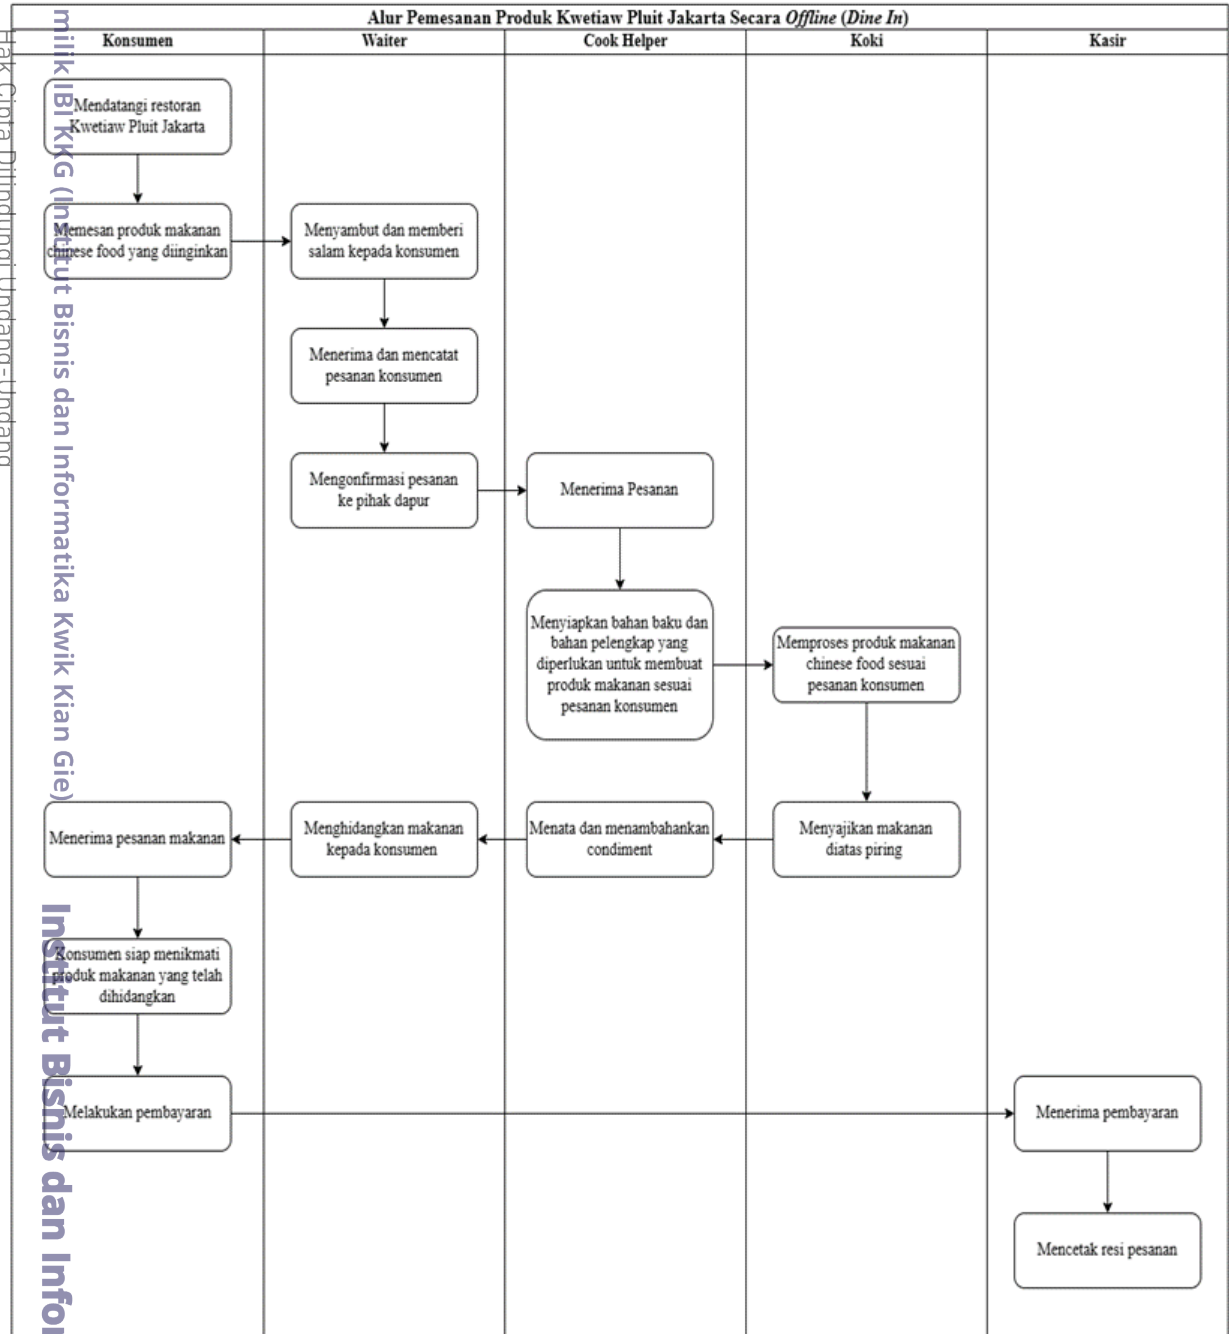 Alur Pemesanan Produk Kwetiaw Pluit Jakarta Secara Offline (Dine In)
Konsumen
Waiter
Cook Helper
Koki
Kasir
Mendatangi restoran
Kwetiaw Pluit Jakarta
Memesan produk makanan
chinese food yang diinginkan
Menyambut dan memberi
salam kepada konsumen
Menerima dan mencatat
pesanan konsumen
Mengonfirmasi pesanan
ke pihak dapur
Menerima Pesanan
Menyiapkan bahan baku dan
bahan pelengkap yang
diperlukan untuk membuat
produk makanan sesuai
pesanan konsumen
Memproses produk makanan
chinese food sesuai
pesanan konsumen
Menyajikan makanan
diatas piring
Menata dan menambahankan
condiment
Menghidangkan makanan
kepada konsumen
Menerima pesanan makanan
Konsumen siap menikmati
produk makanan yang telah
dihidangkan
Melakukan pembayaran
Menerima pembayaran
Mencetak resi pesanan
Hak Cipta Dilindungi Undang-Undang
milik IBI KKG (Institut Bisnis dan Informatika Kwik Kian Gie)
Institut Bisnis dan Infor